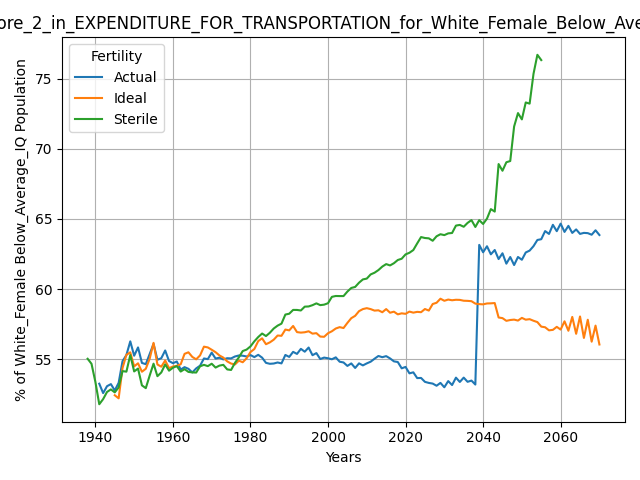 ore_2_in_EXPENDITURE_FOR_TRANSPORTATION_for_White_Female_Below_Ave
Fertility
Actual
Ideal
Sterile
% of White_Female Below_Average_IQ Population
75
70
65
60
55
1940
1960
1980
2000
2020
2040
2060
Years